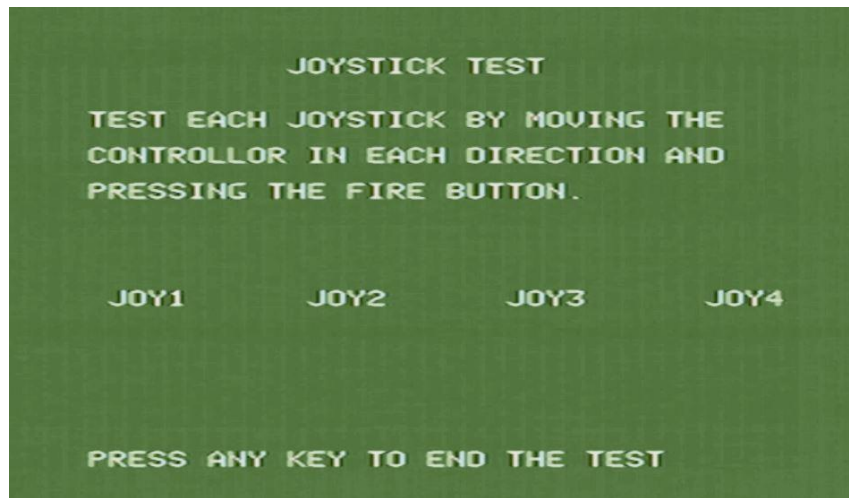 JOYSTICK TEST
TEST EACH JOYSTICK BY MOVING THE
CONTROLLOR IN EACH DIRECTION AND
PRESSING THE FIRE BUTTON.
JOY1 JOY2 JOY3 JOY4
PRESS ANY KEY TO END THE TEST